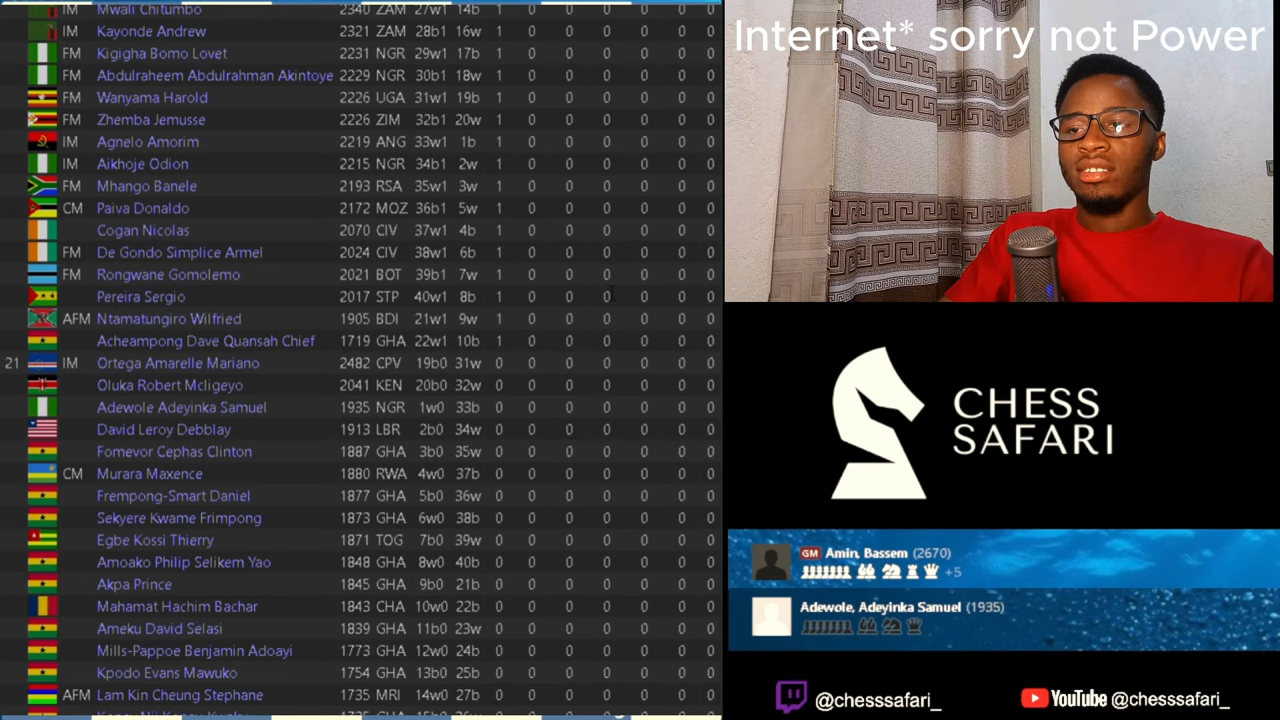 IM Mwali Chitumbo 2340 ZAM 27w1 14b 1 0 0 0 0 0 0
IM Kayonde Andrew 2321 ZAM 28b1 16w 1 0 0 0 0 0 0
FM Kigigha Bomo Lovet 2231 NGR 29w1 17b 1 0 0 0 0 0 0
FM Abdulraheem Abdulrahman Akintoye 2229 NGR 30b1 18w 1 0 0 0 0 0 0
FM Wanyama Harold 2226 UGA 31w1 19b 1 0 0 0 0 0 0
FM Zhemba Jemusse 2226 ZIM 32b1 20w 1 0 0 0 0 0 0
IM Agnelo Amorim 2219 ANG 33w1 1b 1 0 0 0 0 0 0
IM Aikhoje Odion 2215 NGR 34b1 2w 1 0 0 0 0 0 0
FM Mhango Banele 2193 RSA 35w1 3w 1 0 0 0 0 0 0
CM Paiva Donaldo 2172 MOZ 36b1 5w 1 0 0 0 0 0 0
Cogan Nicolas 2070 CIV 37w1 4b 1 0 0 0 0 0 0
FM De Gondo Simplice Armel 2024 CIV 38w1 6b 1 0 0 0 0 0 0
FM Rongwane Gomolemo 2021 BOT 39b1 7w 1 0 0 0 0 0 0
Pereira Sergio 2017 STP 40w1 8b 1 0 0 0 0 0 0
AFM Ntamatungiro Wilfried 1905 BDI 21w1 9w 1 0 0 0 0 0 0
Acheampong Dave Quansah Chief 1719 GHA 22w1 10b 1 0 0 0 0 0 0
21 IM Ortega Amarelle Mariano 2482 CPV 19b0 31w 0 0 0 0 0 0 0
Oluka Robert Mcligeyo 2041 KEN 20b0 32w 0 0 0 0 0 0 0
Adewole Adeyinka Samuel 1935 NGR 1w0 33b 0 0 0 0 0 0 0
David Leroy Debblay 1913 LBR 2b0 34w 0 0 0 0 0 0 0
Fomevor Cephas Clinton 1887 GHA 3b0 35w 0 0 0 0 0 0 0
CM Murara Maxence 1880 RWA 4w0 37b 0 0 0 0 0 0 0
Frempong-Smart Daniel 1877 GHA 5b0 36w 0 0 0 0 0 0 0
Sekyere Kwame Frimpong 1873 GHA 6w0 38b 0 0 0 0 0 0 0
Egbe Kossi Thierry 1871 TOG 7b0 39w 0 0 0 0 0 0 0
Amoako Philip Selikem Yao 1848 GHA 8w0 40b 0 0 0 0 0 0 0
Akpa Prince 1845 GHA 9b0 21b 0 0 0 0 0 0 0
Mahamat Hachim Bachar 1843 CHA 10w0 22b 0 0 0 0 0 0 0
Ameku David Selasi 1839 GHA 11b0 23w 0 0 0 0 0 0 0
Mills-Pappoe Benjamin Adoayi 1773 GHA 12w0 24b 0 0 0 0 0 0 0
Kpodo Evans Mawuko 1754 GHA 13b0 25b 0 0 0 0 0 0 0
AFM Lam Kin Cheung Stephane 1735 MRI 14w0 27b 0 0 0 0 0 0 0
Internet* sorry not Power
CHESS
SAFARI
GM Amin, Bassem (2670)
+5
Adewole, Adeyinka Samuel (1935)
@chesssafari_
YouTube @chesssafari_